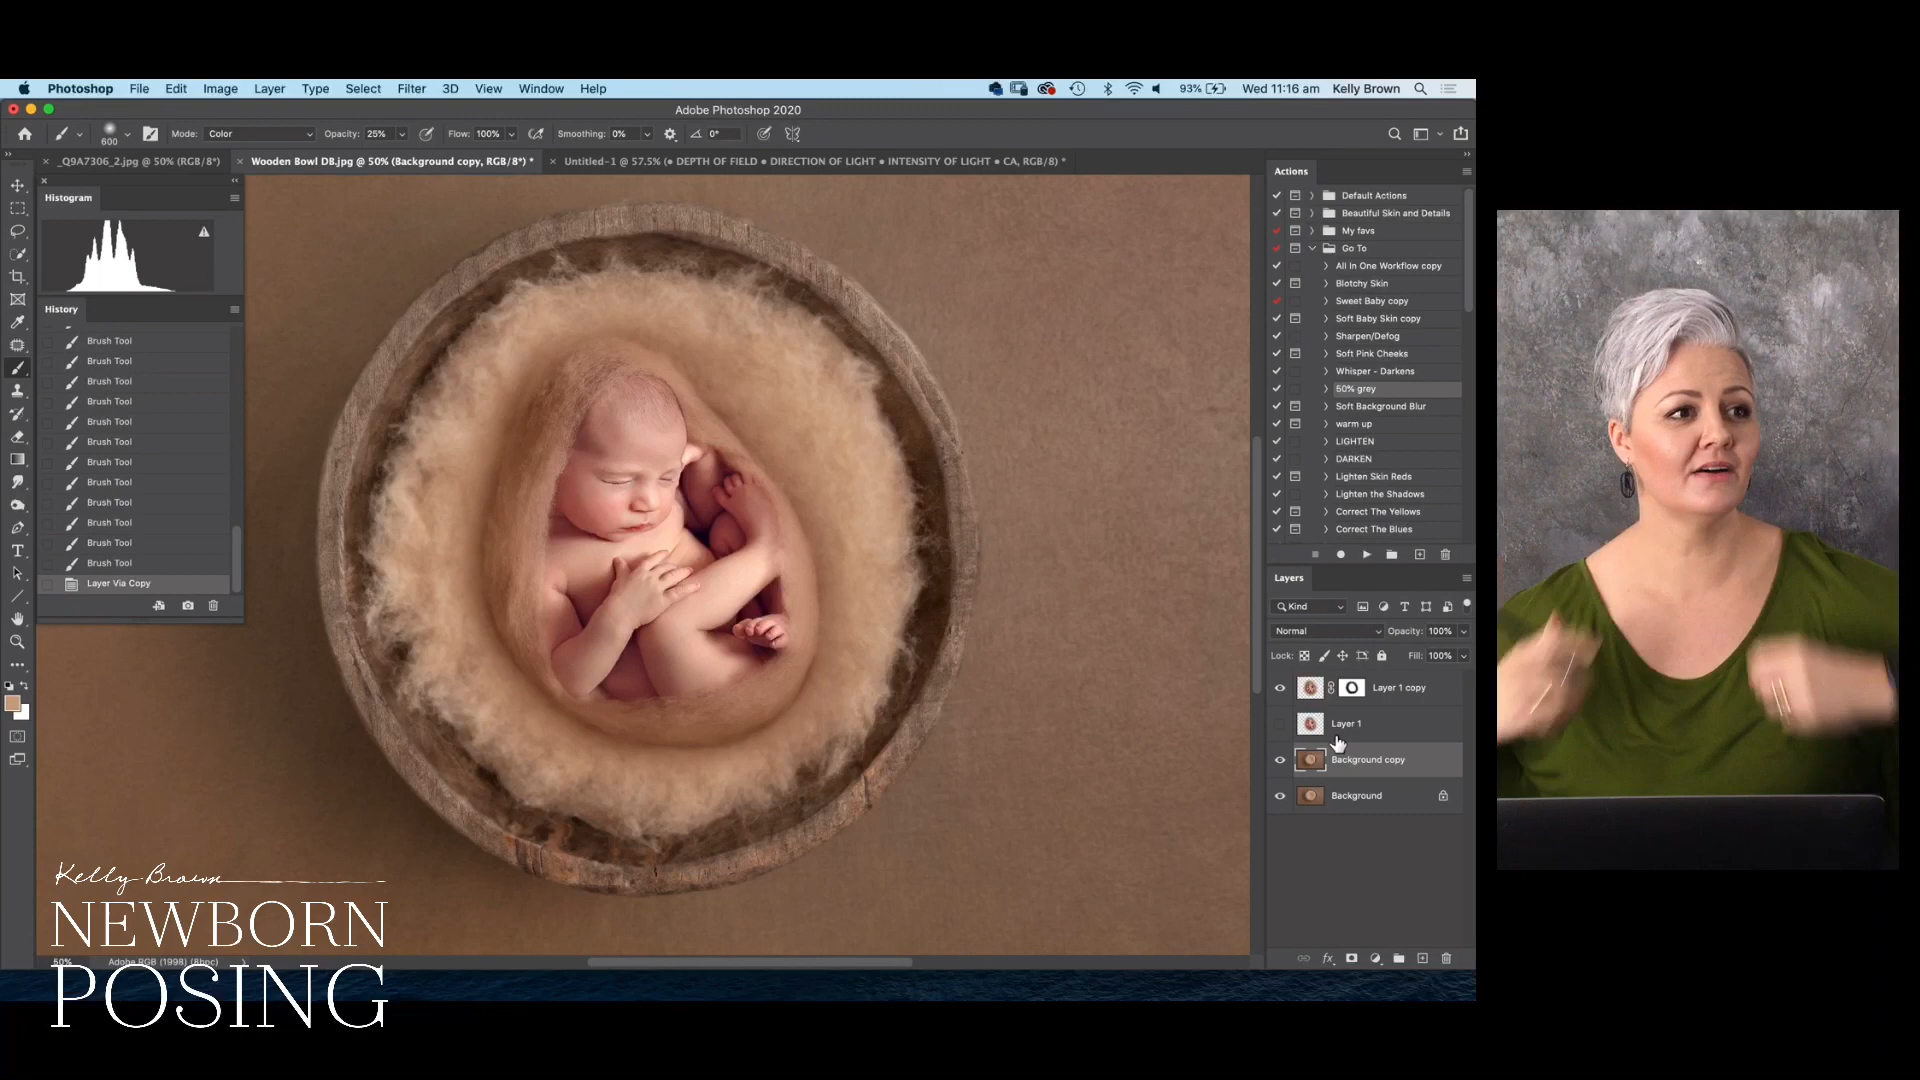 Photoshop File Edit Image Layer Type Select Filter 3D View Window Help 93% Wed 11:16 am Kelly Brown
Adobe Photoshop 2020
600 Mode: Color Opacity: 25% Flow: 100% Smoothing: 0% 0°
_Q9A7306_2.jpg @ 50% (RGB/8*) Wooden Bowl DB.jpg @ 50% (Background copy, RGB/8*) * Untitled-1 @ 57.5% (● DEPTH OF FIELD ● DIRECTION OF LIGHT ● INTENSITY OF LIGHT ● CA, RGB/8) *
Histogram
History
Brush Tool
Brush Tool
Brush Tool
Brush Tool
Brush Tool
Brush Tool
Brush Tool
Brush Tool
Brush Tool
Brush Tool
Brush Tool
Brush Tool
Layer Via Copy
Actions
Default Actions
Beautiful Skin and Details
My favs
Go To
All In One Workflow copy
Blotchy Skin
Sweet Baby copy
Soft Baby Skin copy
Sharpen/Defog
Soft Pink Cheeks
Whisper - Darkens
50% grey
Soft Background Blur
warm up
LIGHTEN
DARKEN
Lighten Skin Reds
Lighten the Shadows
Correct The Yellows
Correct The Blues
Layers
Kind
Normal Opacity: 100%
Lock: Fill: 100%
Layer 1 copy
Layer 1
Background copy
Background
50% Adobe RGB (1998) (8bpc)
Kelly Brown
NEWBORN
POSING